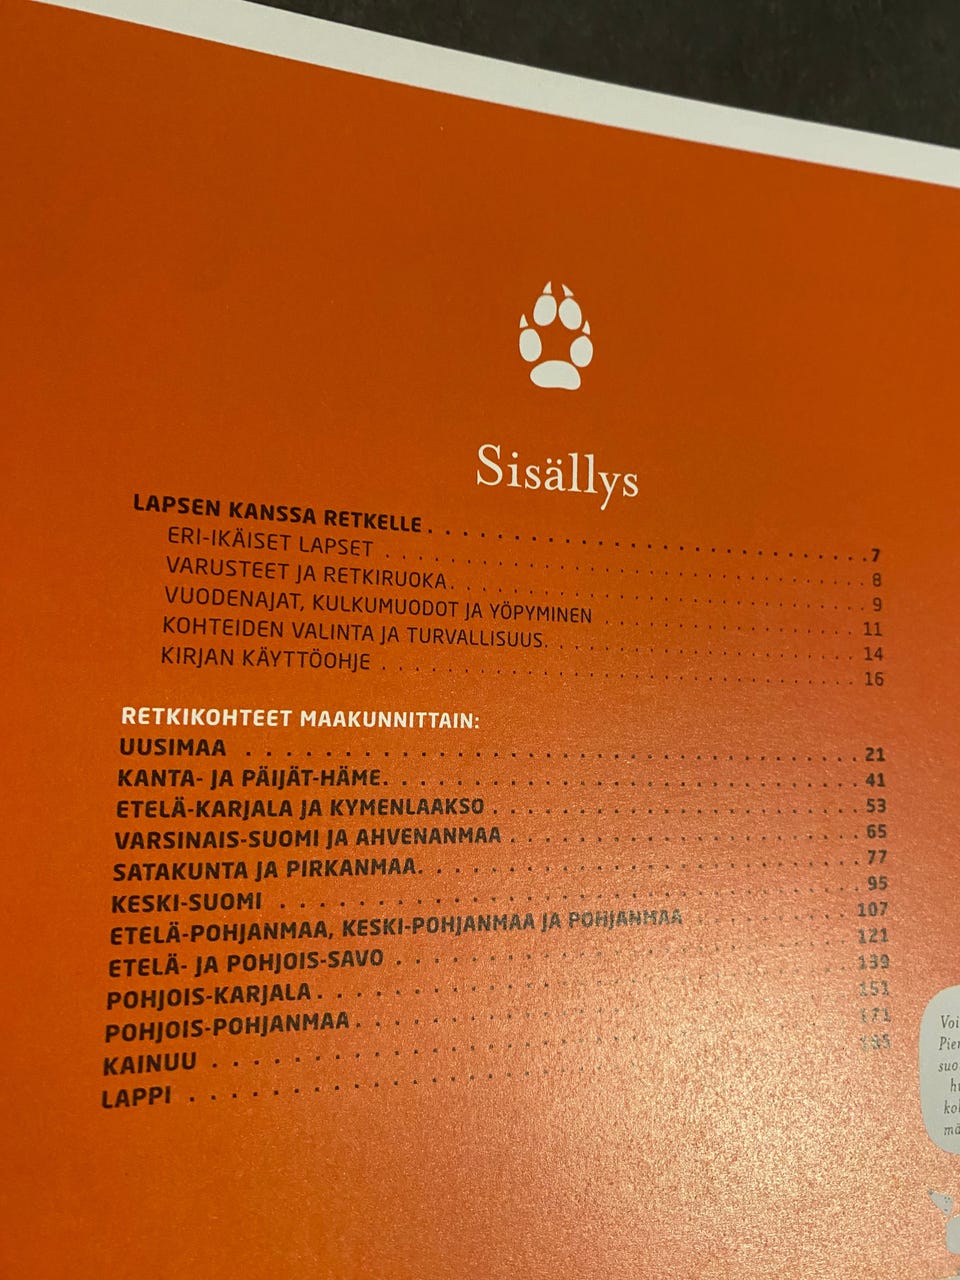 Sisällys
LAPSEN KANSSA RETKELLE . . . . . . . . . . 7
ERI-IKÄISET LAPSET . . . . . . . . . . 8
VARUSTEET JA RETKIRUOKA. . . . . . . . . . 9
VUODENAJAT, KULKUMUODOT JA YÖPYMINEN . . . . . . . . . . 11
KOHTEIDEN VALINTA JA TURVALLISUUS. . . . . . . . . . 14
KIRJAN KÄYTTÖOHJE . . . . . . . . . . 16
RETKIKOHTEET MAAKUNNITTAIN:
UUSIMAA . . . . . . . . . . 21
KANTA- JA PÄIJÄT-HÄME. . . . . . . . . . 41
ETELÄ-KARJALA JA KYMENLAAKSO . . . . . . . . . . 53
VARSINAIS-SUOMI JA AHVENANMAA . . . . . . . . . . 65
SATAKUNTA JA PIRKANMAA. . . . . . . . . . 77
KESKI-SUOMI . . . . . . . . . . 95
ETELÄ-POHJANMAA, KESKI-POHJANMAA JA POHJANMAA . . . . . . . . . . 107
ETELÄ- JA POHJOIS-SAVO . . . . . . . . . . 121
POHJOIS-KARJALA . . . . . . . . . . 139
POHJOIS-POHJANMAA . . . . . . . . . . 151
KAINUU . . . . . . . . . . 171
LAPPI . . . . . . . . . .